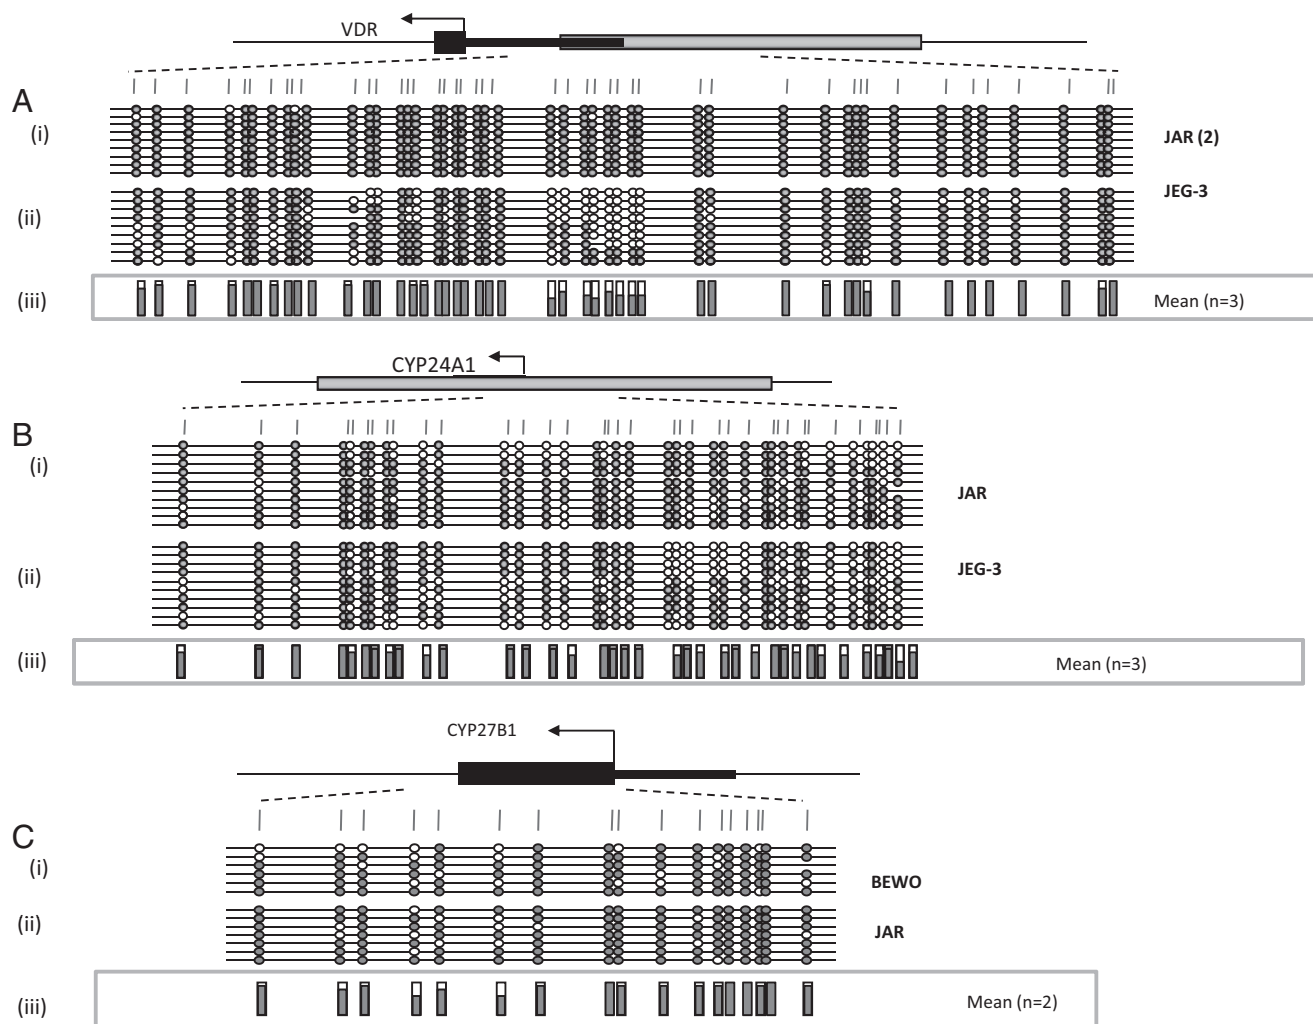 VDR
A
(i)
JAR (2)
JEG-3
(ii)
(iii)
Mean (n=3)
CYP24A1
B
(i)
JAR
JEG-3
(ii)
(iii)
Mean (n=3)
CYP27B1
C
(i)
BEWO
(ii)
JAR
(iii)
Mean (n=2)